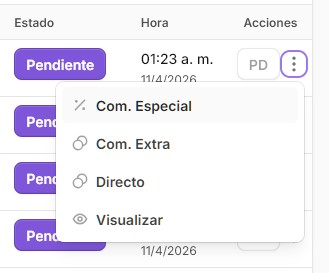 Estado Hora Acciones
Pendiente 01:23 a. m. PD
11/4/2026
Com. Especial
Com. Extra
Directo
Visualizar
11/4/2026